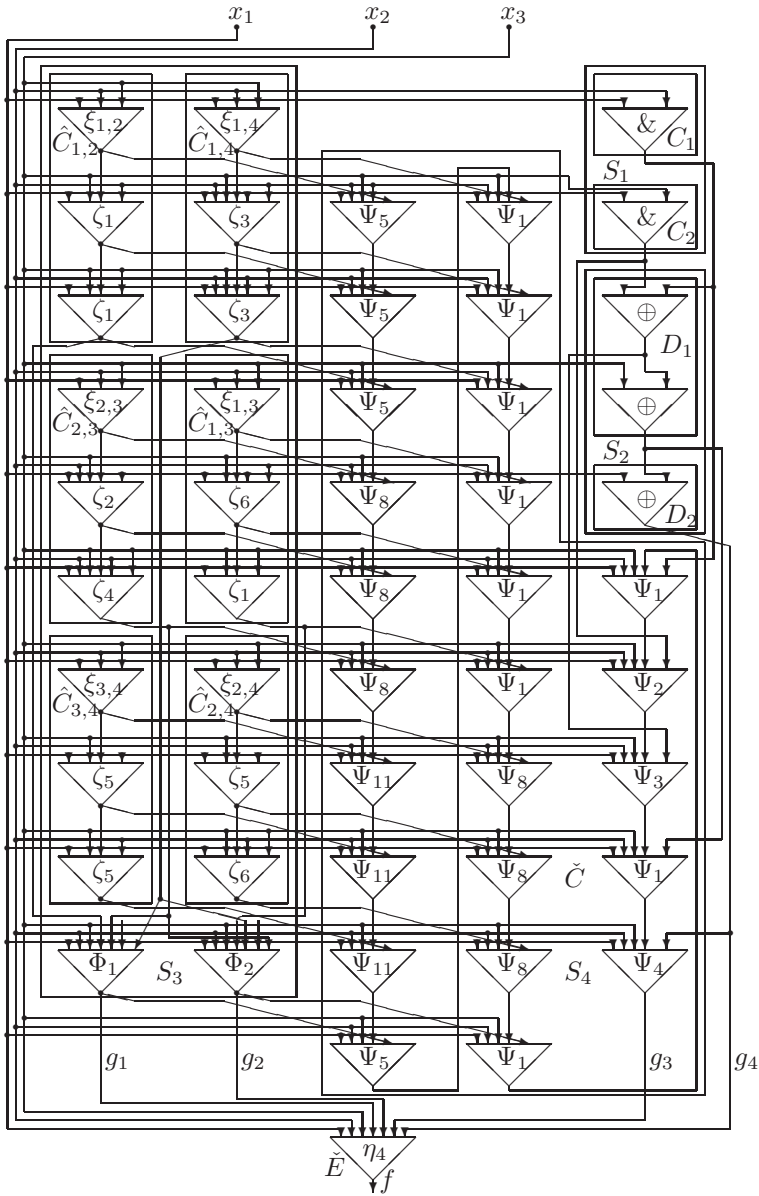 x₁ x₂ x₃
ξ₁,₂ ξ₁,₄ &
Ĉ₁,₂ Ĉ₁,₄ C₁
S₁
ζ₁ ζ₃ Ψ₅ Ψ₁ & C₂
ζ₁ ζ₃ Ψ₅ Ψ₁ ⊕
D₁
ξ₂,₃ ξ₁,₃ Ψ₅ Ψ₁ ⊕
Ĉ₂,₃ Ĉ₁,₃
S₂
ζ₂ ζ₆ Ψ₈ Ψ₁ ⊕ D₂
ζ₄ ζ₁ Ψ₈ Ψ₁ Ψ₁
ξ₃,₄ ξ₂,₄ Ψ₈ Ψ₁ Ψ₂
Ĉ₃,₄ Ĉ₂,₄
ζ₅ ζ₅ Ψ₁₁ Ψ₈ Ψ₃
ζ₅ ζ₆ Ψ₁₁ Ψ₈ Č Ψ₁
Φ₁ S₃ Φ₂ Ψ₁₁ Ψ₈ S₄ Ψ₄
g₁ g₂ Ψ₅ Ψ₁ g₃ g₄
Ě η₄
f